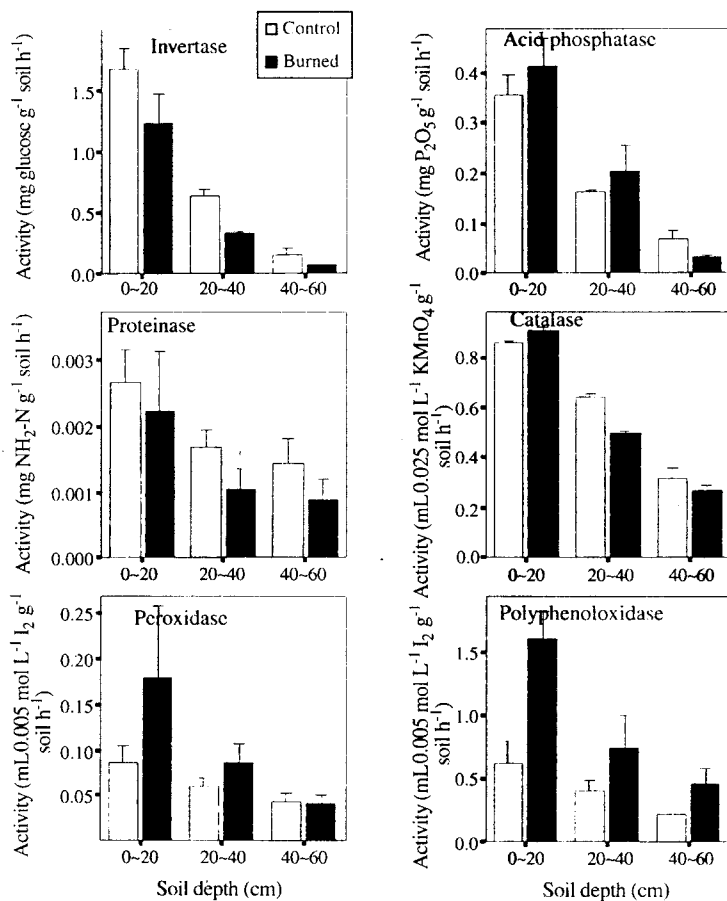 Control
Burned
Invertase
Activity (mg glucose g⁻¹ soil h⁻¹)
1.5
1.0
0.5
0.0
0~20
20~40
40~60
Acid phosphatase
Activity (mg P₂O₅ g⁻¹ soil h⁻¹)
0.4
0.3
0.2
0.1
0.0
0~20
20~40
40~60
Proteinase
Activity (mg NH₂-N g⁻¹ soil h⁻¹)
0.003
0.002
0.001
0.000
0~20
20~40
40~60
Catalase
Activity (mL0.025 mol L⁻¹ KMnO₄ g⁻¹
soil h⁻¹)
0.8
0.6
0.4
0.2
0.0
0~20
20~40
40~60
Peroxidase
Activity (mL0.005 mol L⁻¹ I₂ g⁻¹
soil h⁻¹)
0.25
0.20
0.15
0.10
0.05
0~20
20~40
40~60
Soil depth (cm)
Polyphenoloxidase
Activity (mL0.005 mol L⁻¹ I₂ g⁻¹
soil h⁻¹)
1.5
1.0
0.5
0.0
0~20
20~40
40~60
Soil depth (cm)